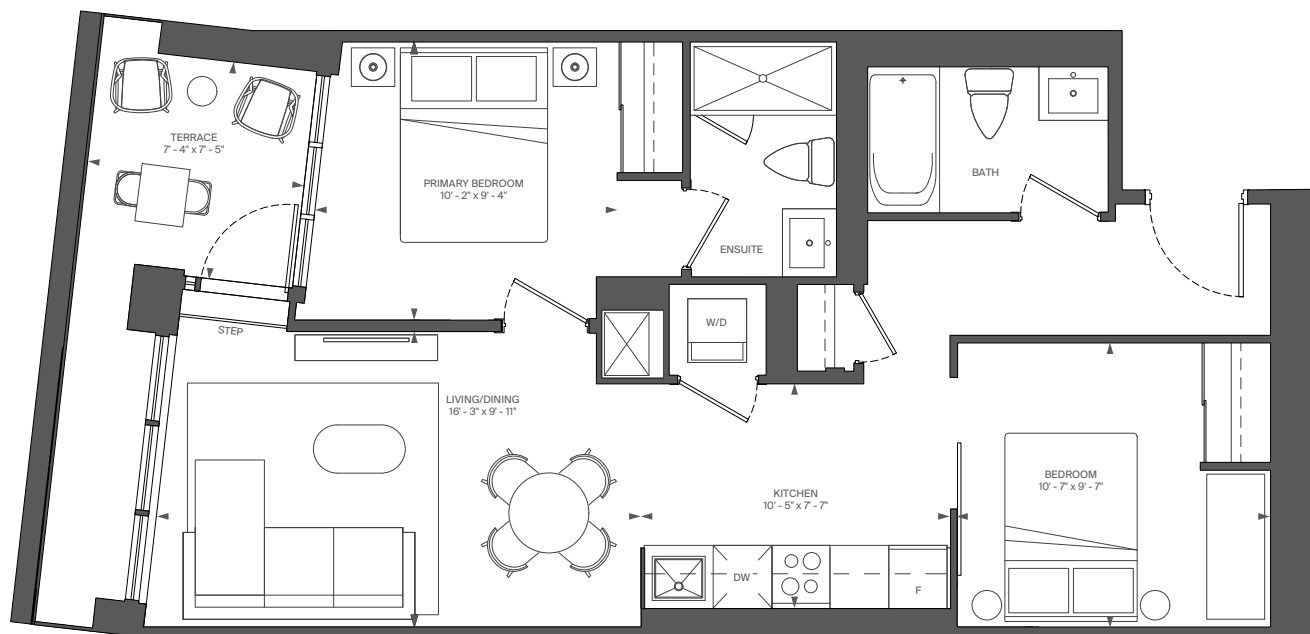 TERRACE
7' - 4" x 7' - 5"
PRIMARY BEDROOM
10' - 2" x 9' - 4"
BATH
ENSUITE
STEP
W/D
LIVING/DINING
16' - 3" x 9' - 11"
BEDROOM
10' - 7" x 9' - 7"
KITCHEN
10' - 5" x 7' - 7"
DW
F